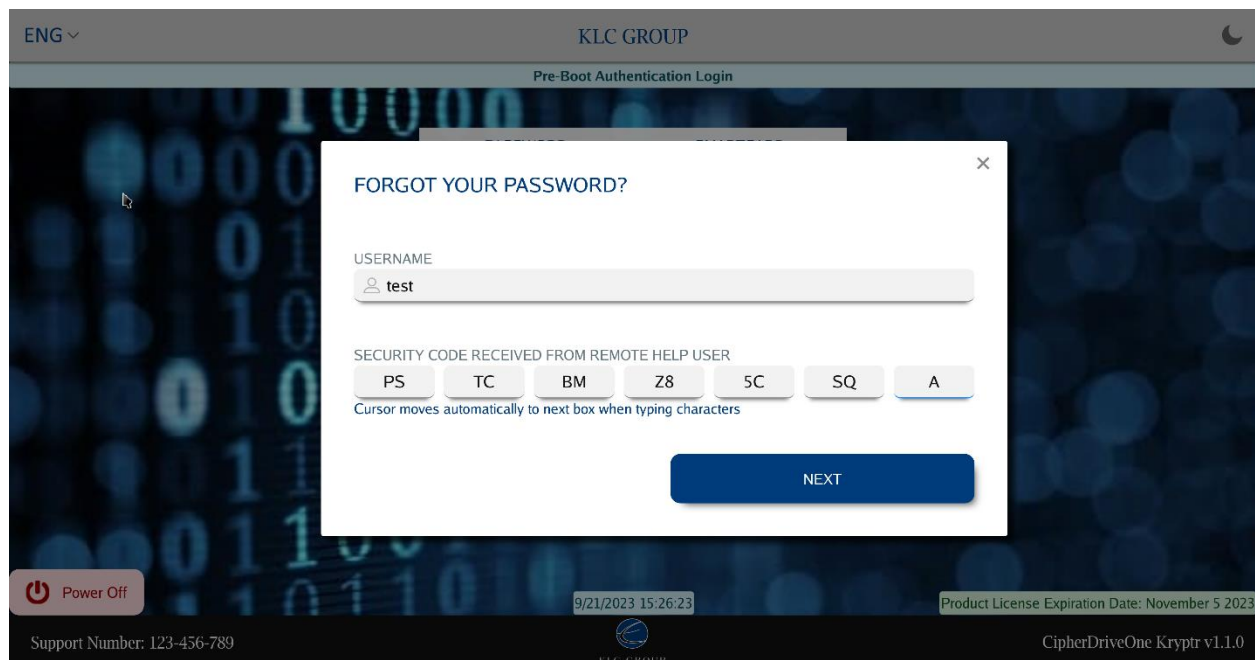 ENG
KLC GROUP
Pre-Boot Authentication Login
FORGOT YOUR PASSWORD?
USERNAME
test
SECURITY CODE RECEIVED FROM REMOTE HELP USER
PS TC BM Z8 5C SQ A
Cursor moves automatically to next box when typing characters
NEXT
Power Off
9/21/2023 15:26:23
Product License Expiration Date: November 5 2023
Support Number: 123-456-789
CipherDriveOne Kryptr v1.1.0